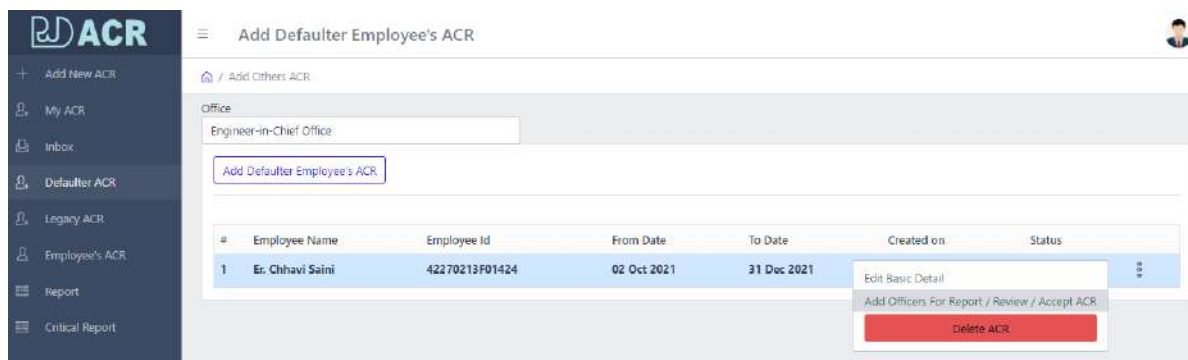 PWD ACR
Add Defaulter Employee's ACR
Add New ACR
/ Add Others ACR
My ACR
Office
Engineer-in-Chief Office
Inbox
Add Defaulter Employee's ACR
Defaulter ACR
Legacy ACR
# Employee Name Employee Id From Date To Date Created on Status
Employee's ACR
1 Er. Chhavi Saini 42270213F01424 02 Oct 2021 31 Dec 2021
Edit Basic Detail
Report
Add Officers For Report / Review / Accept ACR
Critical Report
Delete ACR